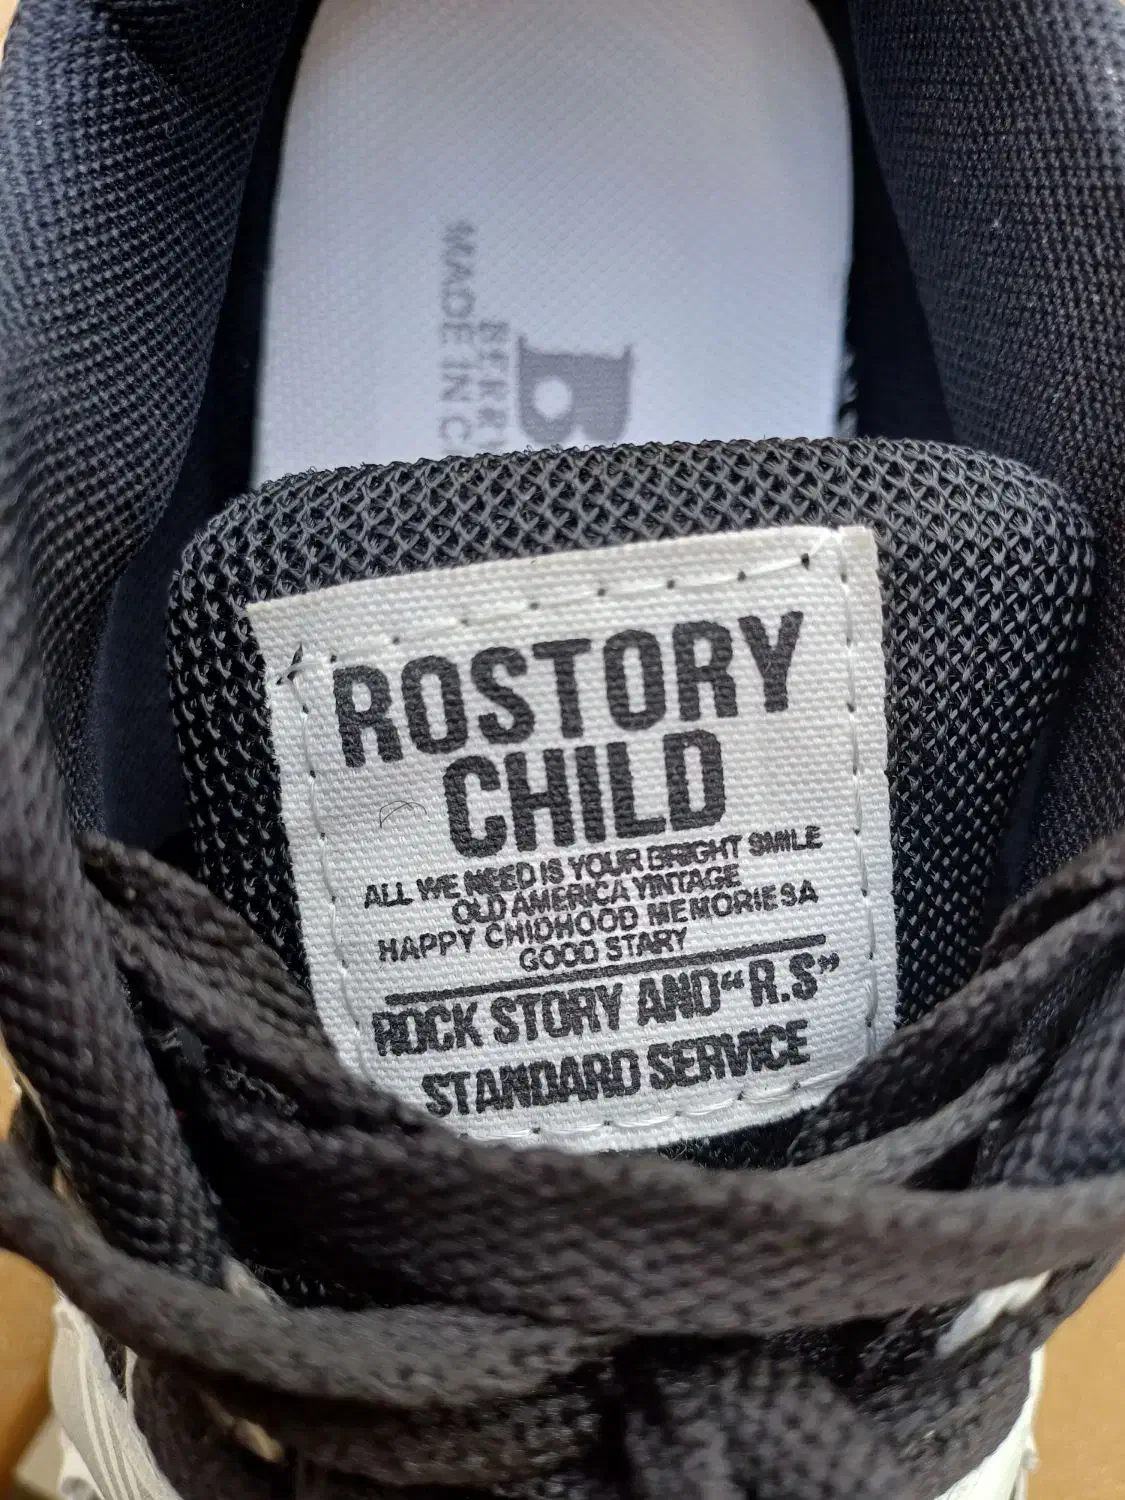 MADE IN C
BERRY
B
ROSTORY
CHILD
ALL WE NEED IS YOUR BRIGHT SMILE
OLD AMERICA VINTAGE
HAPPY CHIDHOOD MEMORIESA
GOOD STARY
ROCK STORY AND “R.S”
STANDARD SERVICE